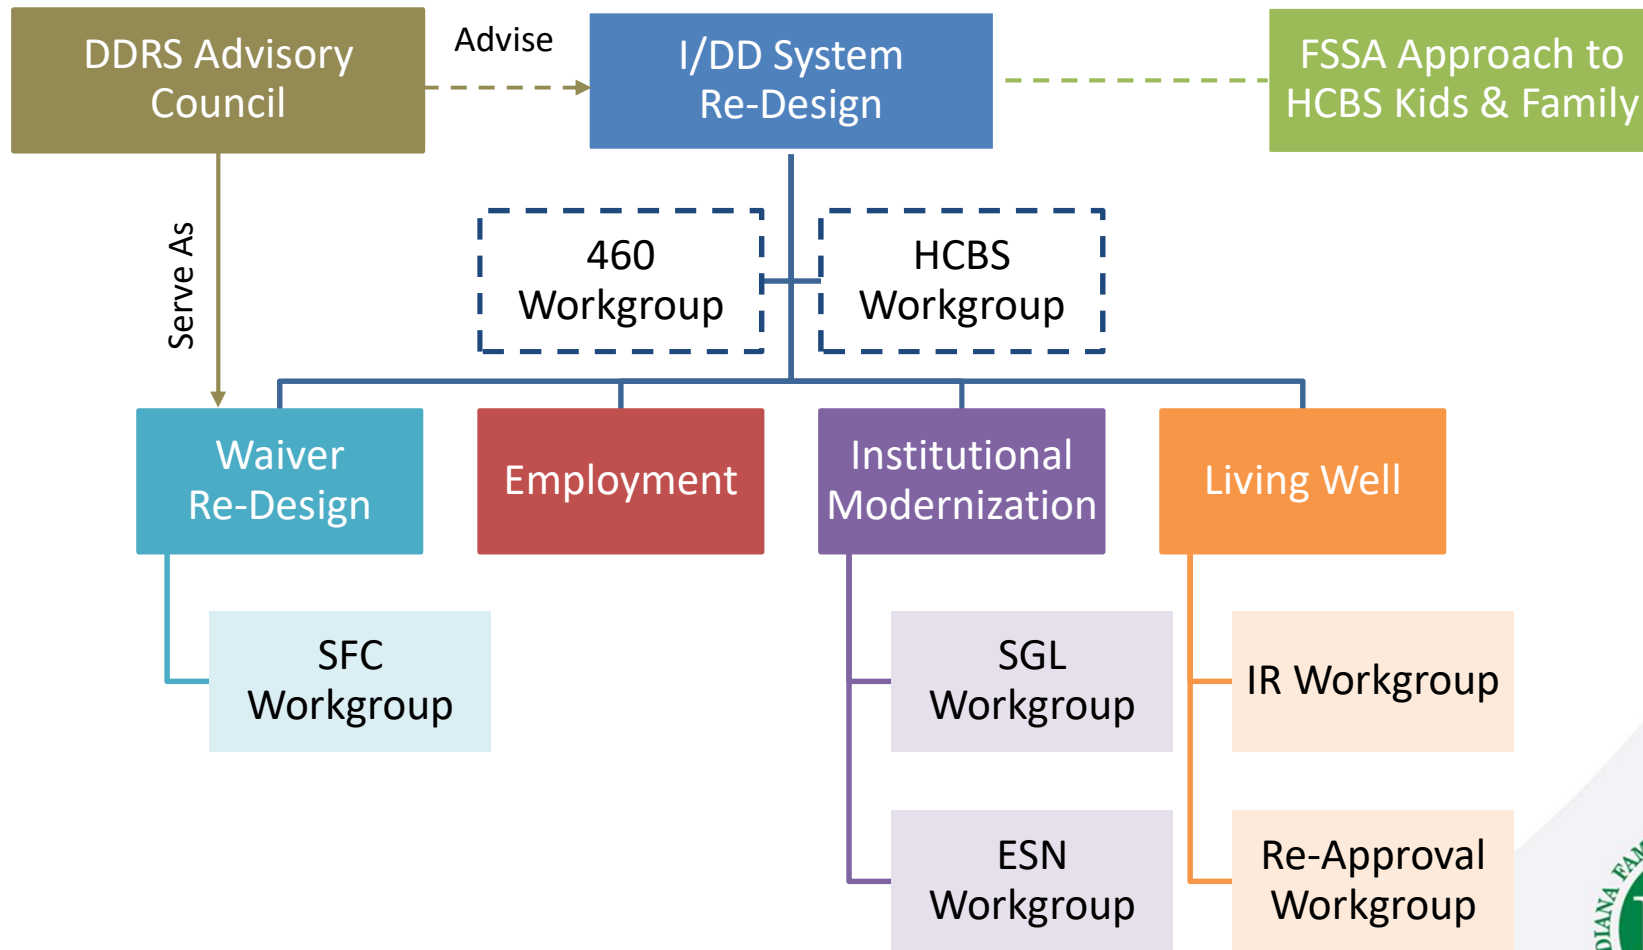 DDRS Advisory
Council
Advise
I/DD System
Re-Design
FSSA Approach to
HCBS Kids & Family
Serve As
460
Workgroup
HCBS
Workgroup
Waiver
Re-Design
Employment
Institutional
Modernization
Living Well
SFC
Workgroup
SGL
Workgroup
IR Workgroup
ESN
Workgroup
Re-Approval
Workgroup